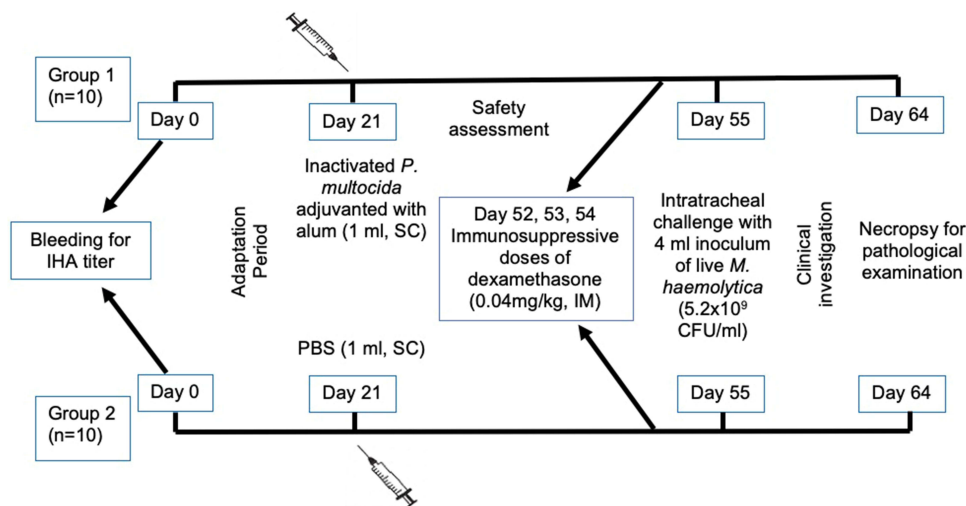 Group 1
(n=10)
Day 0
Day 21
Safety
assessment
Day 55
Day 64
Bleeding for
IHA titer
Adaptation
Period
Inactivated P.
multocida
adjuvanted with
alum (1 ml, SC)
Day 52, 53, 54
Immunosuppressive
doses of
dexamethasone
(0.04mg/kg, IM)
Intratracheal
challenge with
4 ml inoculum
of live M.
haemolytica
(5.2x10⁹
CFU/ml)
Clinical
investigation
Necropsy for
pathological
examination
PBS (1 ml, SC)
Group 2
(n=10)
Day 0
Day 21
Day 55
Day 64